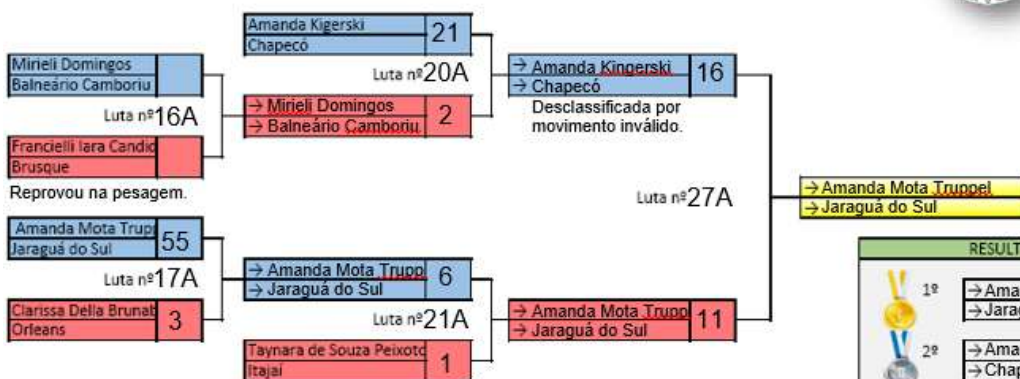 Amanda Kigerski
Chapecó
21
Mirieli Domingos
Balneário Camboriu
Luta nº20A
→ Amanda Kingerski
→ Chapecó
16
Luta nº16A
→ Mirieli Domingos
→ Balneário Camboriu
2
Desclassificada por
movimento inválido.
Francielli Iara Candid
Brusque
Reprovou na pesagem.
Luta nº27A
→Amanda Mota Truppel
→Jaraguá do Sul
Amanda Mota Trupp
Jaraguá do Sul
55
Luta nº17A
→ Amanda Mota Trupp
→ Jaraguá do Sul
6
Clarissa Della Brunab
Orleans
3
Luta nº21A
→ Amanda Mota Trupp
→ Jaraguá do Sul
11
Taynara de Souza Peixoto
Itajaí
1
RESULT
1º
→Ama
→Jara
2º
→Ama
→Chap